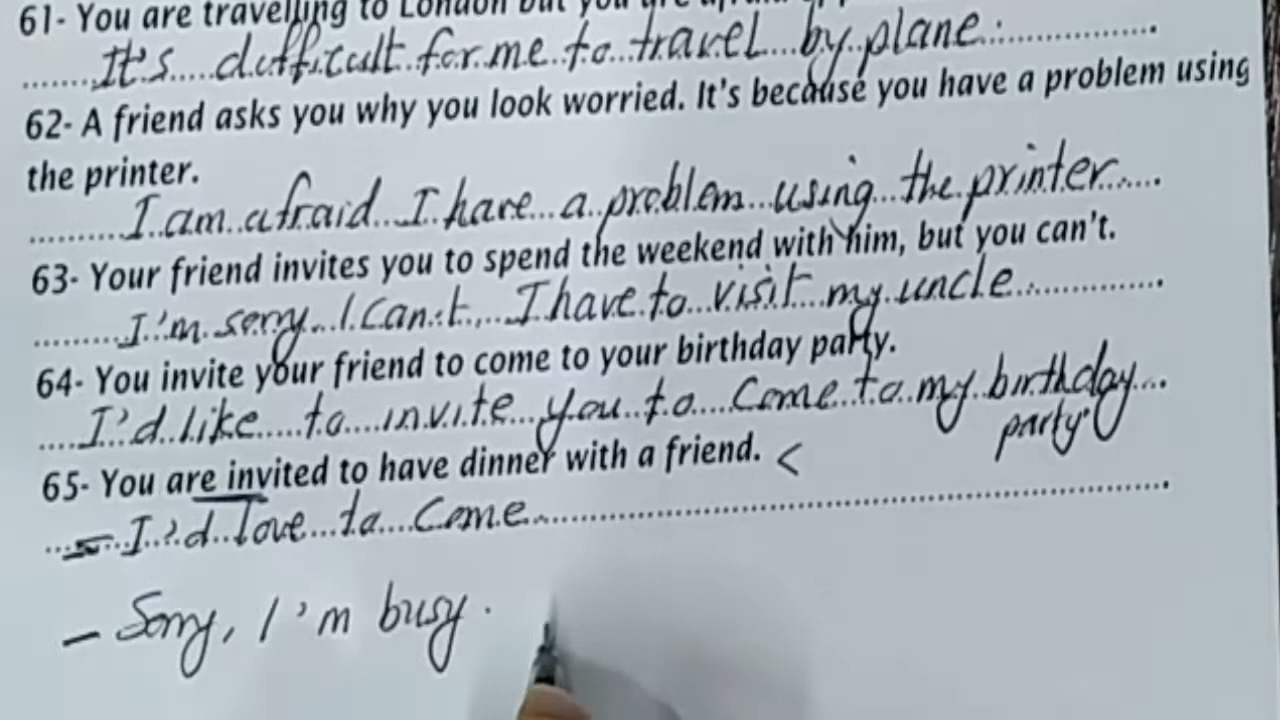 61- You are travelling to London but you are afraid
It's difficult for me to travel by plane.
62- A friend asks you why you look worried. It's because you have a problem using
the printer.
I am afraid I have a problem using the printer
63- Your friend invites you to spend the weekend with him, but you can't.
I'm sorry I can't, I have to visit my uncle
64- You invite your friend to come to your birthday party.
I'd like to invite you to come to my birthday
party.
65- You are invited to have dinner with a friend. <
- I'd love to come
- Sorry, I'm busy.